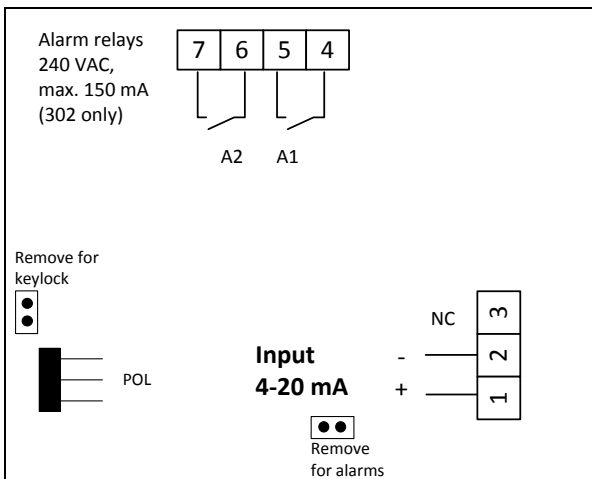 Alarm relays
240 VAC,
max. 150 mA
(302 only)
7 6 5 4
A2 A1
Remove for
keylock
POL
Input
4-20 mA
-
+
NC
3
2
1
Remove
for alarms